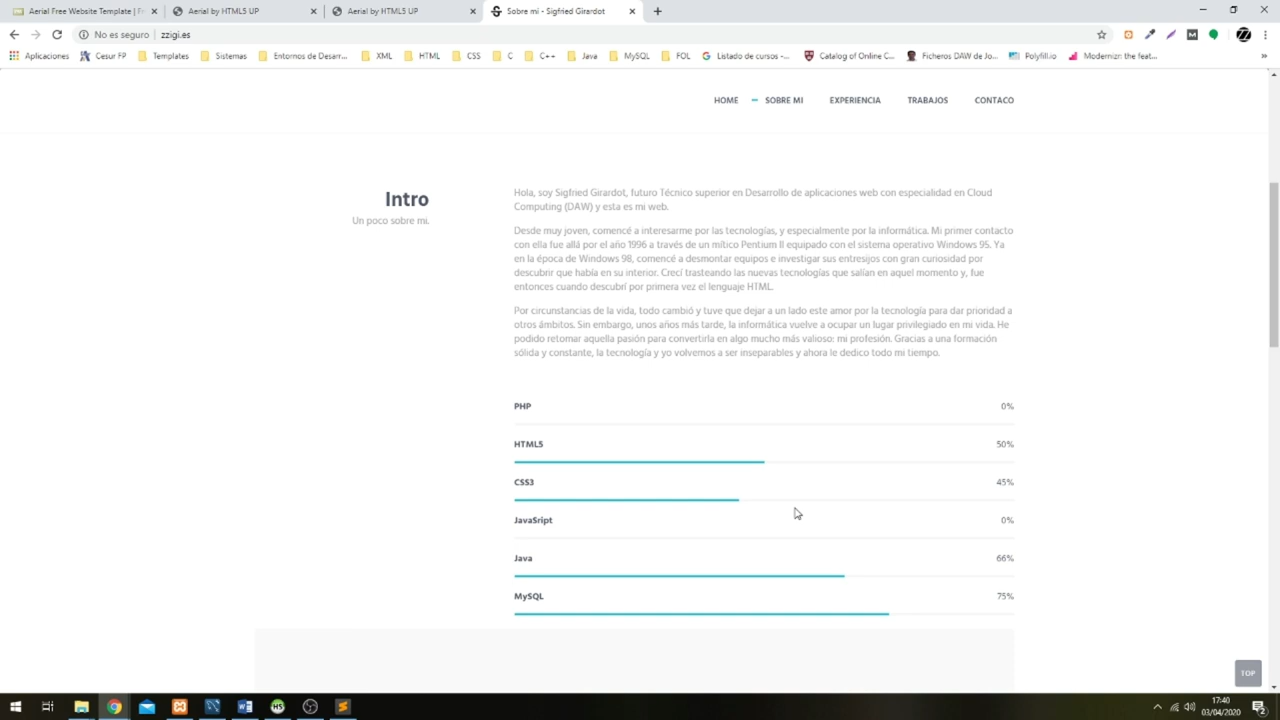 Aerial Free Website Template | Fr
Aerial by HTML5 UP
Aerial by HTML5 UP
Sobre mi - Sigfried Girardot
No es seguro | zzigi.es
Aplicaciones
Cesur FP
Templates
Sistemas
Entornos de Desarr...
XML
HTML
CSS
C
C++
Java
MySQL
FOL
Listado de cursos -...
Catalog of Online C...
Ficheros DAW de Jo...
Polyfill.io
Modernizr: the feat...
HOME
SOBRE MI
EXPERIENCIA
TRABAJOS
CONTACO
Intro
Un poco sobre mi.
Hola, soy Sigfried Girardot, futuro Técnico superior en Desarrollo de aplicaciones web con especialidad en Cloud
Computing (DAW) y esta es mi web.
Desde muy joven, comencé a interesarme por las tecnologías, y especialmente por la informática. Mi primer contacto
con ella fue allá por el año 1996 a través de un mítico Pentium II equipado con el sistema operativo Windows 95. Ya
en la época de Windows 98, comencé a desmontar equipos e investigar sus entresijos con gran curiosidad por
descubrir que había en su interior. Crecí trasteando las nuevas tecnologías que salían en aquel momento y, fue
entonces cuando descubrí por primera vez el lenguaje HTML.
Por circunstancias de la vida, todo cambió y tuve que dejar a un lado este amor por la tecnología para dar prioridad a
otros ámbitos. Sin embargo, unos años más tarde, la informática vuelve a ocupar un lugar privilegiado en mi vida. He
podido retomar aquella pasión para convertirla en algo mucho más valioso: mi profesión. Gracias a una formación
sólida y constante, la tecnología y yo volvemos a ser inseparables y ahora le dedico todo mi tiempo.
PHP 0%
HTML5 50%
CSS3 45%
JavaSript 0%
Java 66%
MySQL 75%
TOP
17:40
03/04/2020